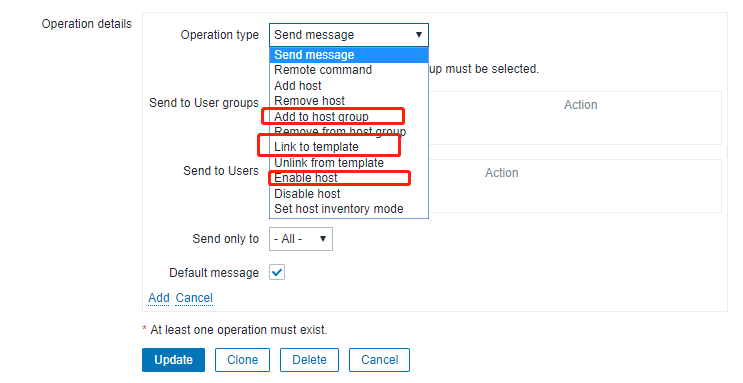 Operation details
Operation type Send message
Send message
Remote command
up must be selected.
Add host
Remove host
Send to User groups Action
Add to host group
Remove from host group
Link to template
Unlink from template
Send to Users Action
Enable host
Disable host
Set host inventory mode
Send only to - All -
Default message
Add Cancel
* At least one operation must exist.
Update Clone Delete Cancel